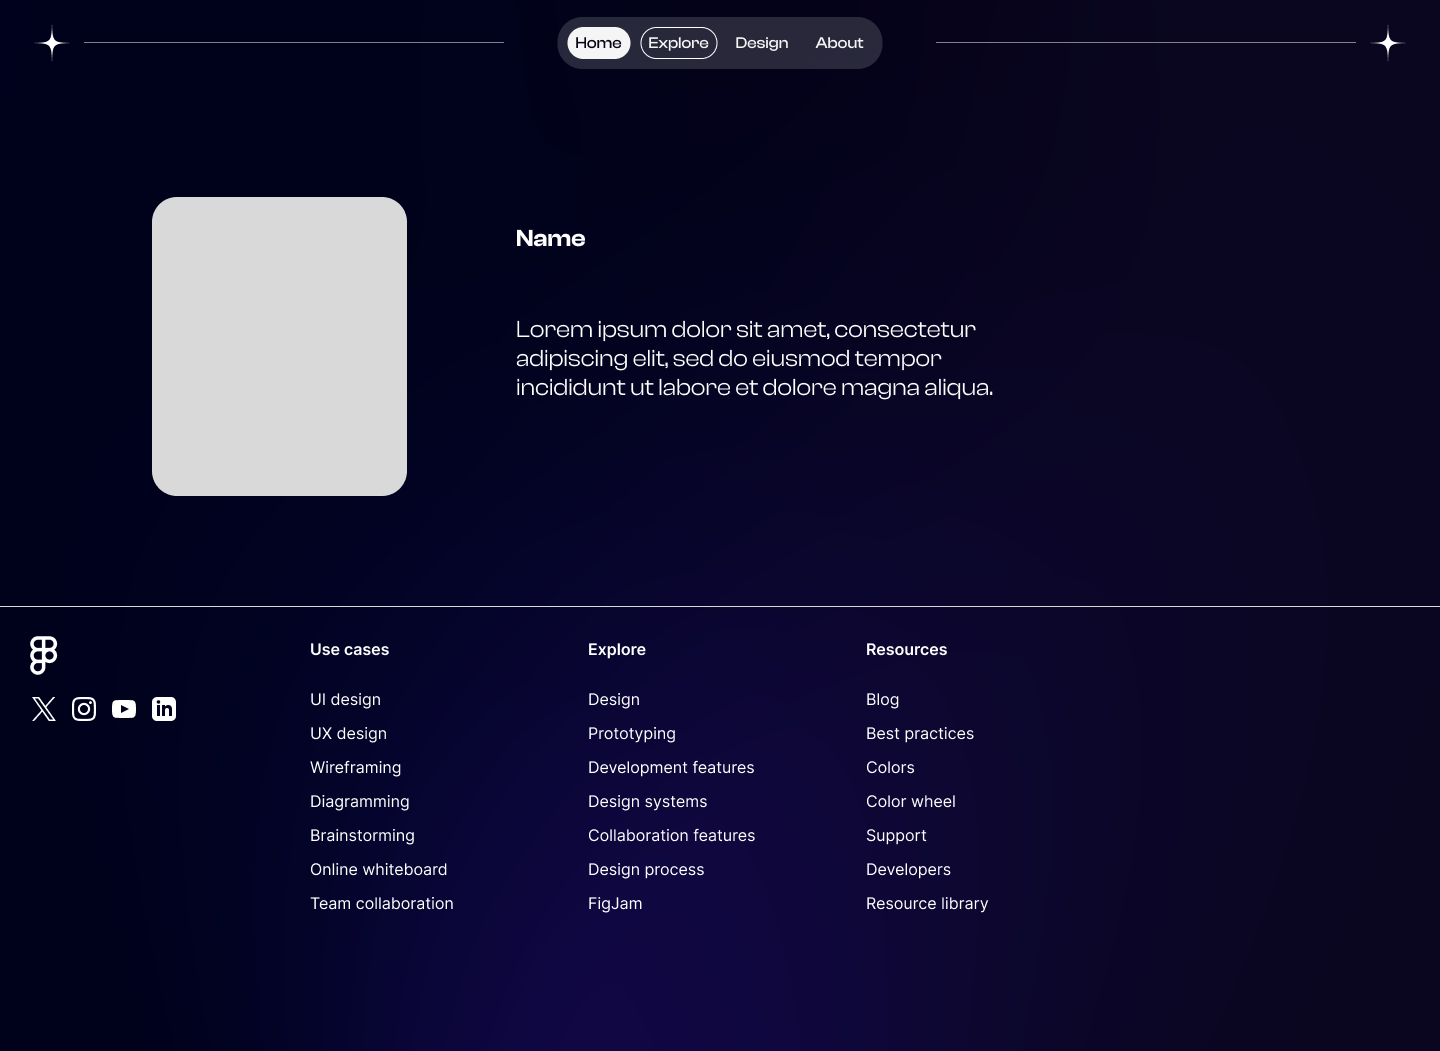 Home Explore Design About
Name
Lorem ipsum dolor sit amet, consectetur
adipiscing elit, sed do eiusmod tempor
incididunt ut labore et dolore magna aliqua.
Use cases
UI design
UX design
Wireframing
Diagramming
Brainstorming
Online whiteboard
Team collaboration
Explore
Design
Prototyping
Development features
Design systems
Collaboration features
Design process
FigJam
Resources
Blog
Best practices
Colors
Color wheel
Support
Developers
Resource library